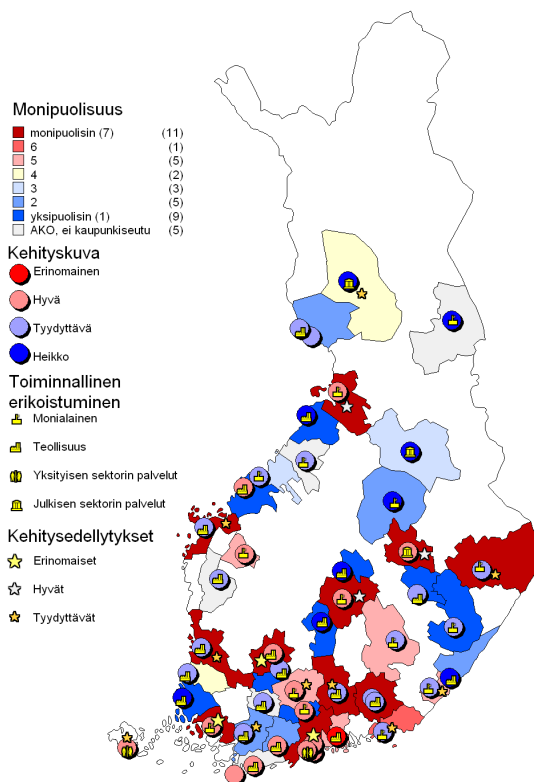 Monipuolisuus
monipuolisin (7) (11)
6 (1)
5 (5)
4 (2)
3 (3)
2 (5)
yksipuolisin (1) (9)
AKO, ei kaupunkiseutu (5)
Kehityskuva
Erinomainen
Hyvä
Tyydyttävä
Heikko
Toiminnallinen
erikoistuminen
Monialainen
Teollisuus
Yksityisen sektorin palvelut
Julkisen sektorin palvelut
Kehitysedellytykset
Erinomaiset
Hyvät
Tyydyttävät